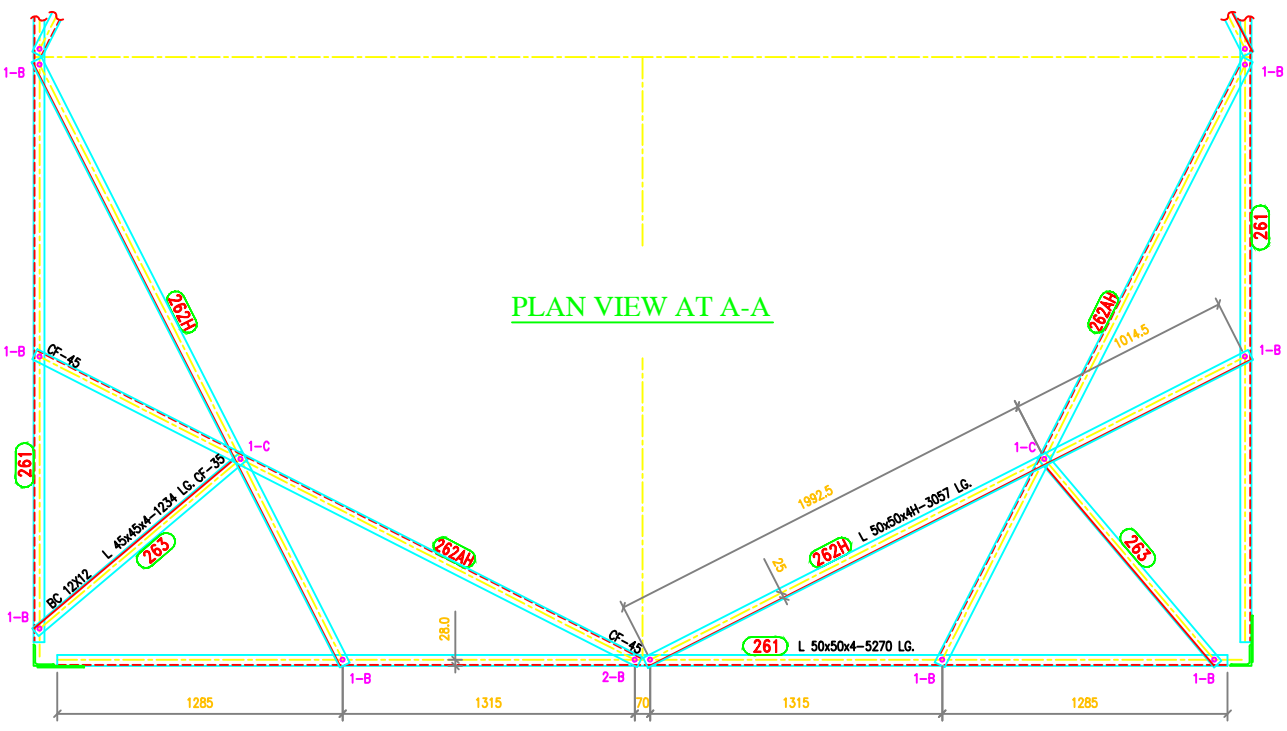 1-B
1-B
261
262H
262AH
PLAN VIEW AT A-A
1014.5
1-B
CF-45
1-B
1-C
1-C
261
L 45x45x4-1234 LG.
CF-35
1992.5
L 50x50x4H-3057 LG.
263
262AH
262H
263
25
BC 12X12
1-B
28.0
CF-45
261
L 50x50x4-5270 LG.
1-B
2-B
1-B
1-B
1285
1315
70
1315
1285